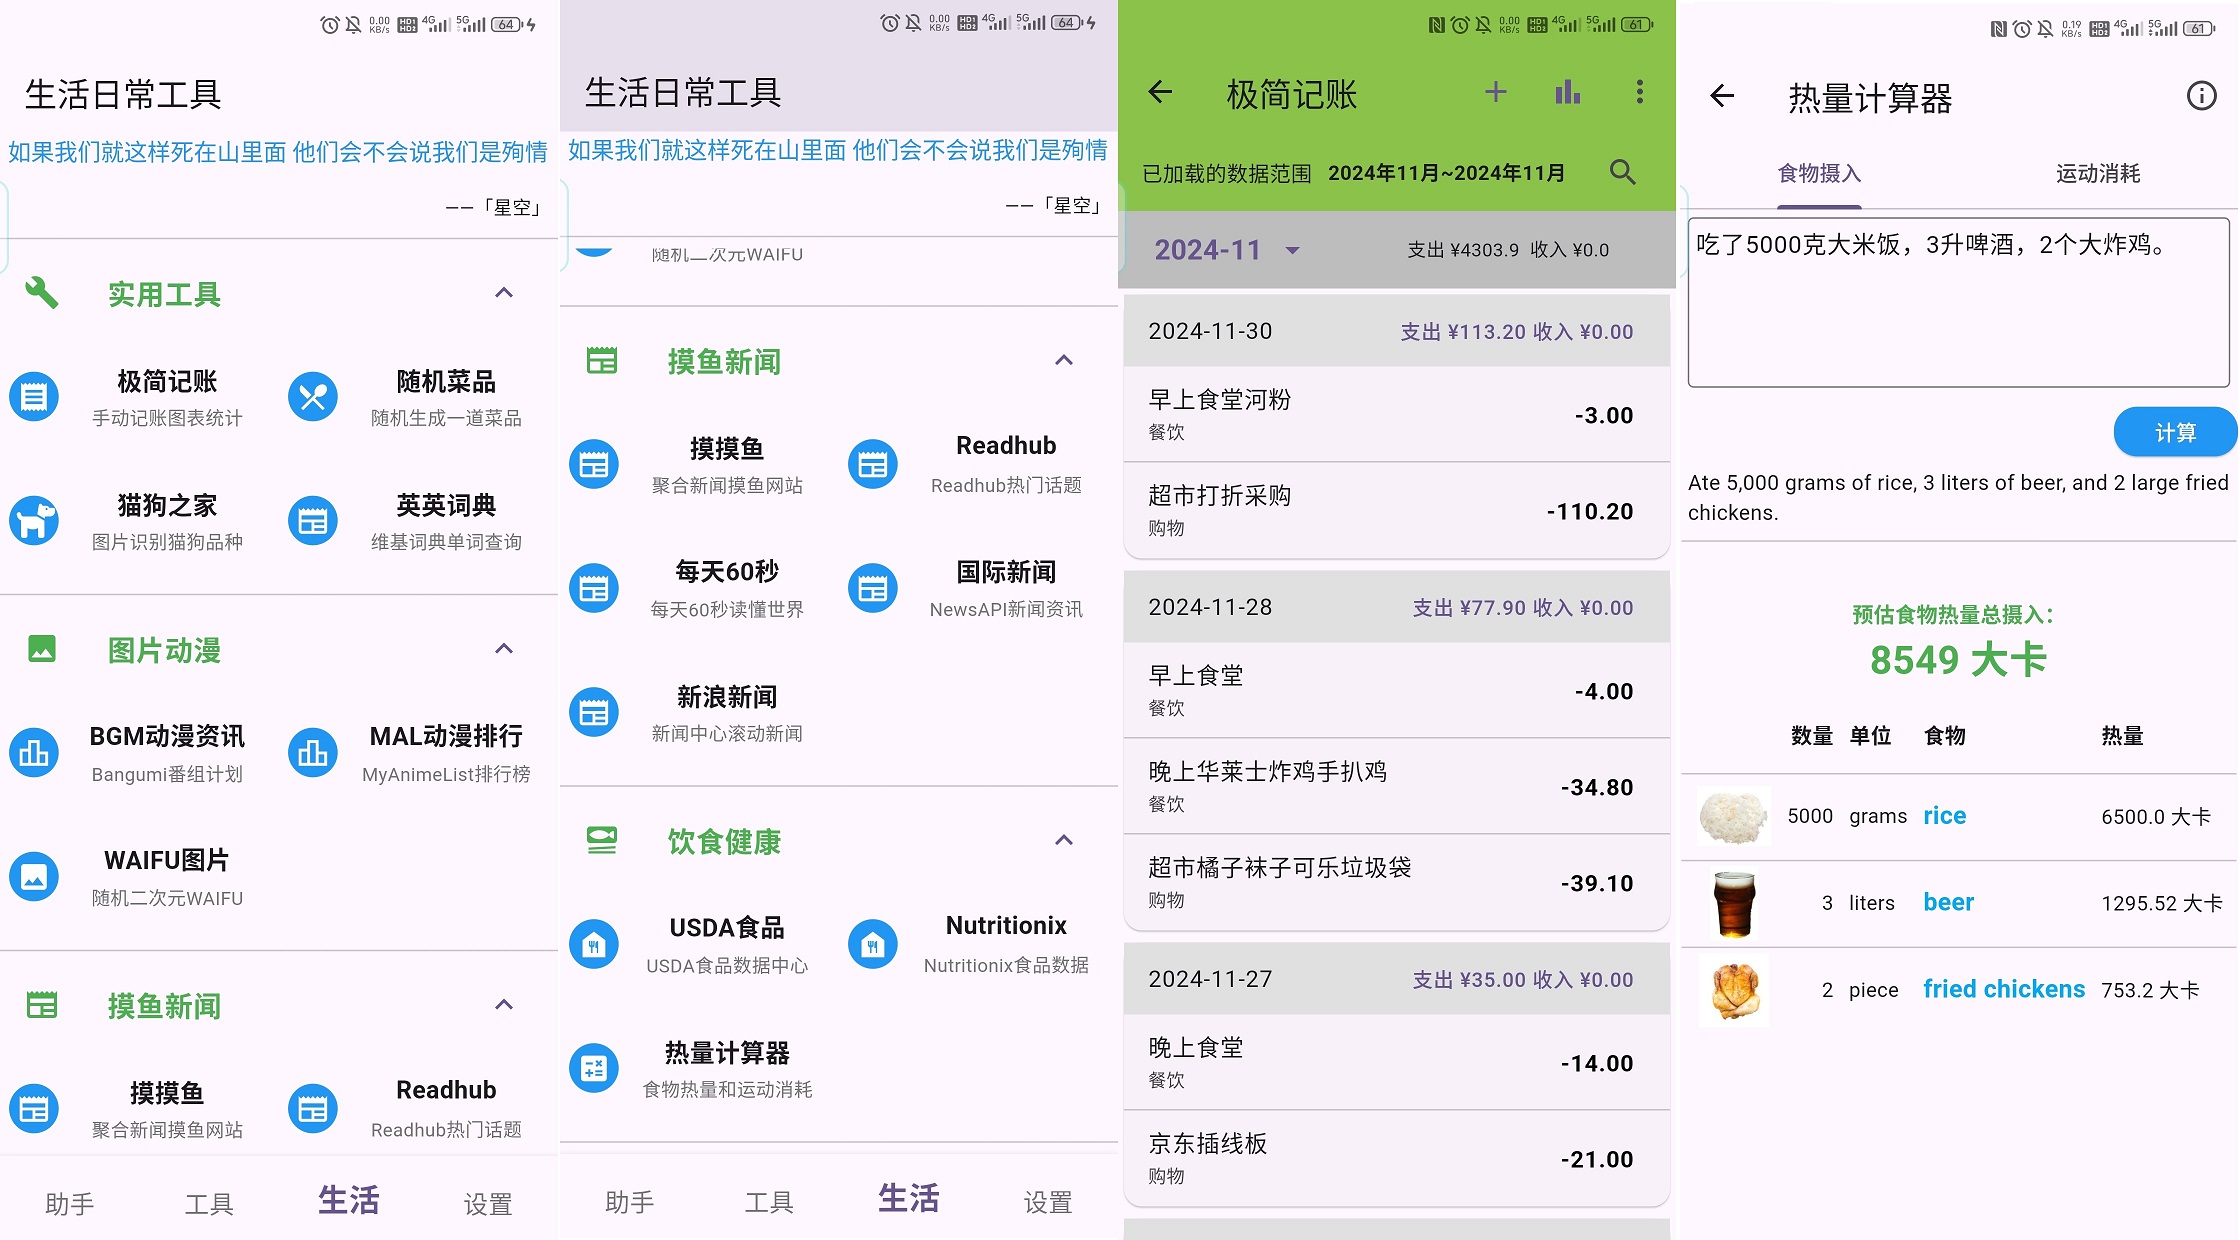 0.00 KB/s HD1 HD2 4G 5G 64
生活日常工具
如果我们就这样死在山里面 他们会不会说我们是殉情
——「星空」
实用工具
极简记账 随机菜品
手动记账图表统计 随机生成一道菜品
猫狗之家 英英词典
图片识别猫狗品种 维基词典单词查询
图片动漫
BGM动漫资讯 MAL动漫排行
Bangumi番组计划 MyAnimeList排行榜
WAIFU图片
随机二次元WAIFU
摸鱼新闻
摸摸鱼 Readhub
聚合新闻摸鱼网站 Readhub热门话题
助手 工具 生活 设置
0.00 KB/s HD1 HD2 4G 5G 64
生活日常工具
如果我们就这样死在山里面 他们会不会说我们是殉情
——「星空」
随机二次元WAIFU
摸鱼新闻
摸摸鱼 Readhub
聚合新闻摸鱼网站 Readhub热门话题
每天60秒 国际新闻
每天60秒读懂世界 NewsAPI新闻资讯
新浪新闻
新闻中心滚动新闻
饮食健康
USDA食品 Nutritionix
USDA食品数据中心 Nutritionix食品数据
热量计算器
食物热量和运动消耗
助手 工具 生活 设置
0.00 KB/s HD1 HD2 4G 5G 61
极简记账
已加载的数据范围 2024年11月~2024年11月
2024-11 支出 ¥4303.9 收入 ¥0.0
2024-11-30 支出 ¥113.20 收入 ¥0.00
早上食堂河粉
餐饮
-3.00
超市打折采购
购物
-110.20
2024-11-28 支出 ¥77.90 收入 ¥0.00
早上食堂
餐饮
-4.00
晚上华莱士炸鸡手扒鸡
餐饮
-34.80
超市橘子袜子可乐垃圾袋
购物
-39.10
2024-11-27 支出 ¥35.00 收入 ¥0.00
晚上食堂
餐饮
-14.00
京东插线板
购物
-21.00
0.19 KB/s HD1 HD2 4G 5G 61
热量计算器
食物摄入 运动消耗
吃了5000克大米饭，3升啤酒，2个大炸鸡。
计算
Ate 5,000 grams of rice, 3 liters of beer, and 2 large fried
chickens.
预估食物热量总摄入：
8549 大卡
数量 单位 食物 热量
5000 grams rice 6500.0 大卡
3 liters beer 1295.52 大卡
2 piece fried chickens 753.2 大卡